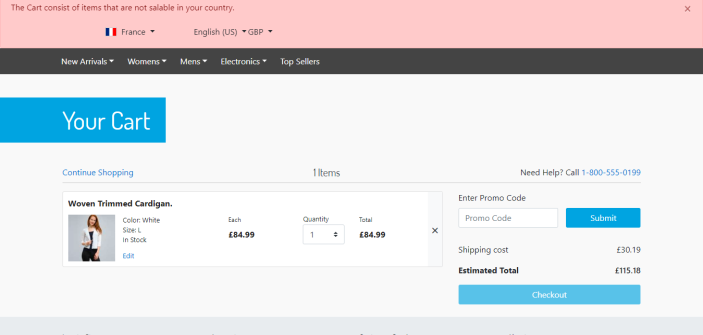 The Cart consist of items that are not salable in your country. ×
France English (US) GBP
New Arrivals Womens Mens Electronics Top Sellers
Your Cart
Continue Shopping 1 Items Need Help? Call 1-800-555-0199
Woven Trimmed Cardigan.
Color: White
Size: L
In Stock
Edit
Each
£84.99
Quantity
1
Total
£84.99
×
Enter Promo Code
Promo Code Submit
Shipping cost £30.19
Estimated Total £115.18
Checkout